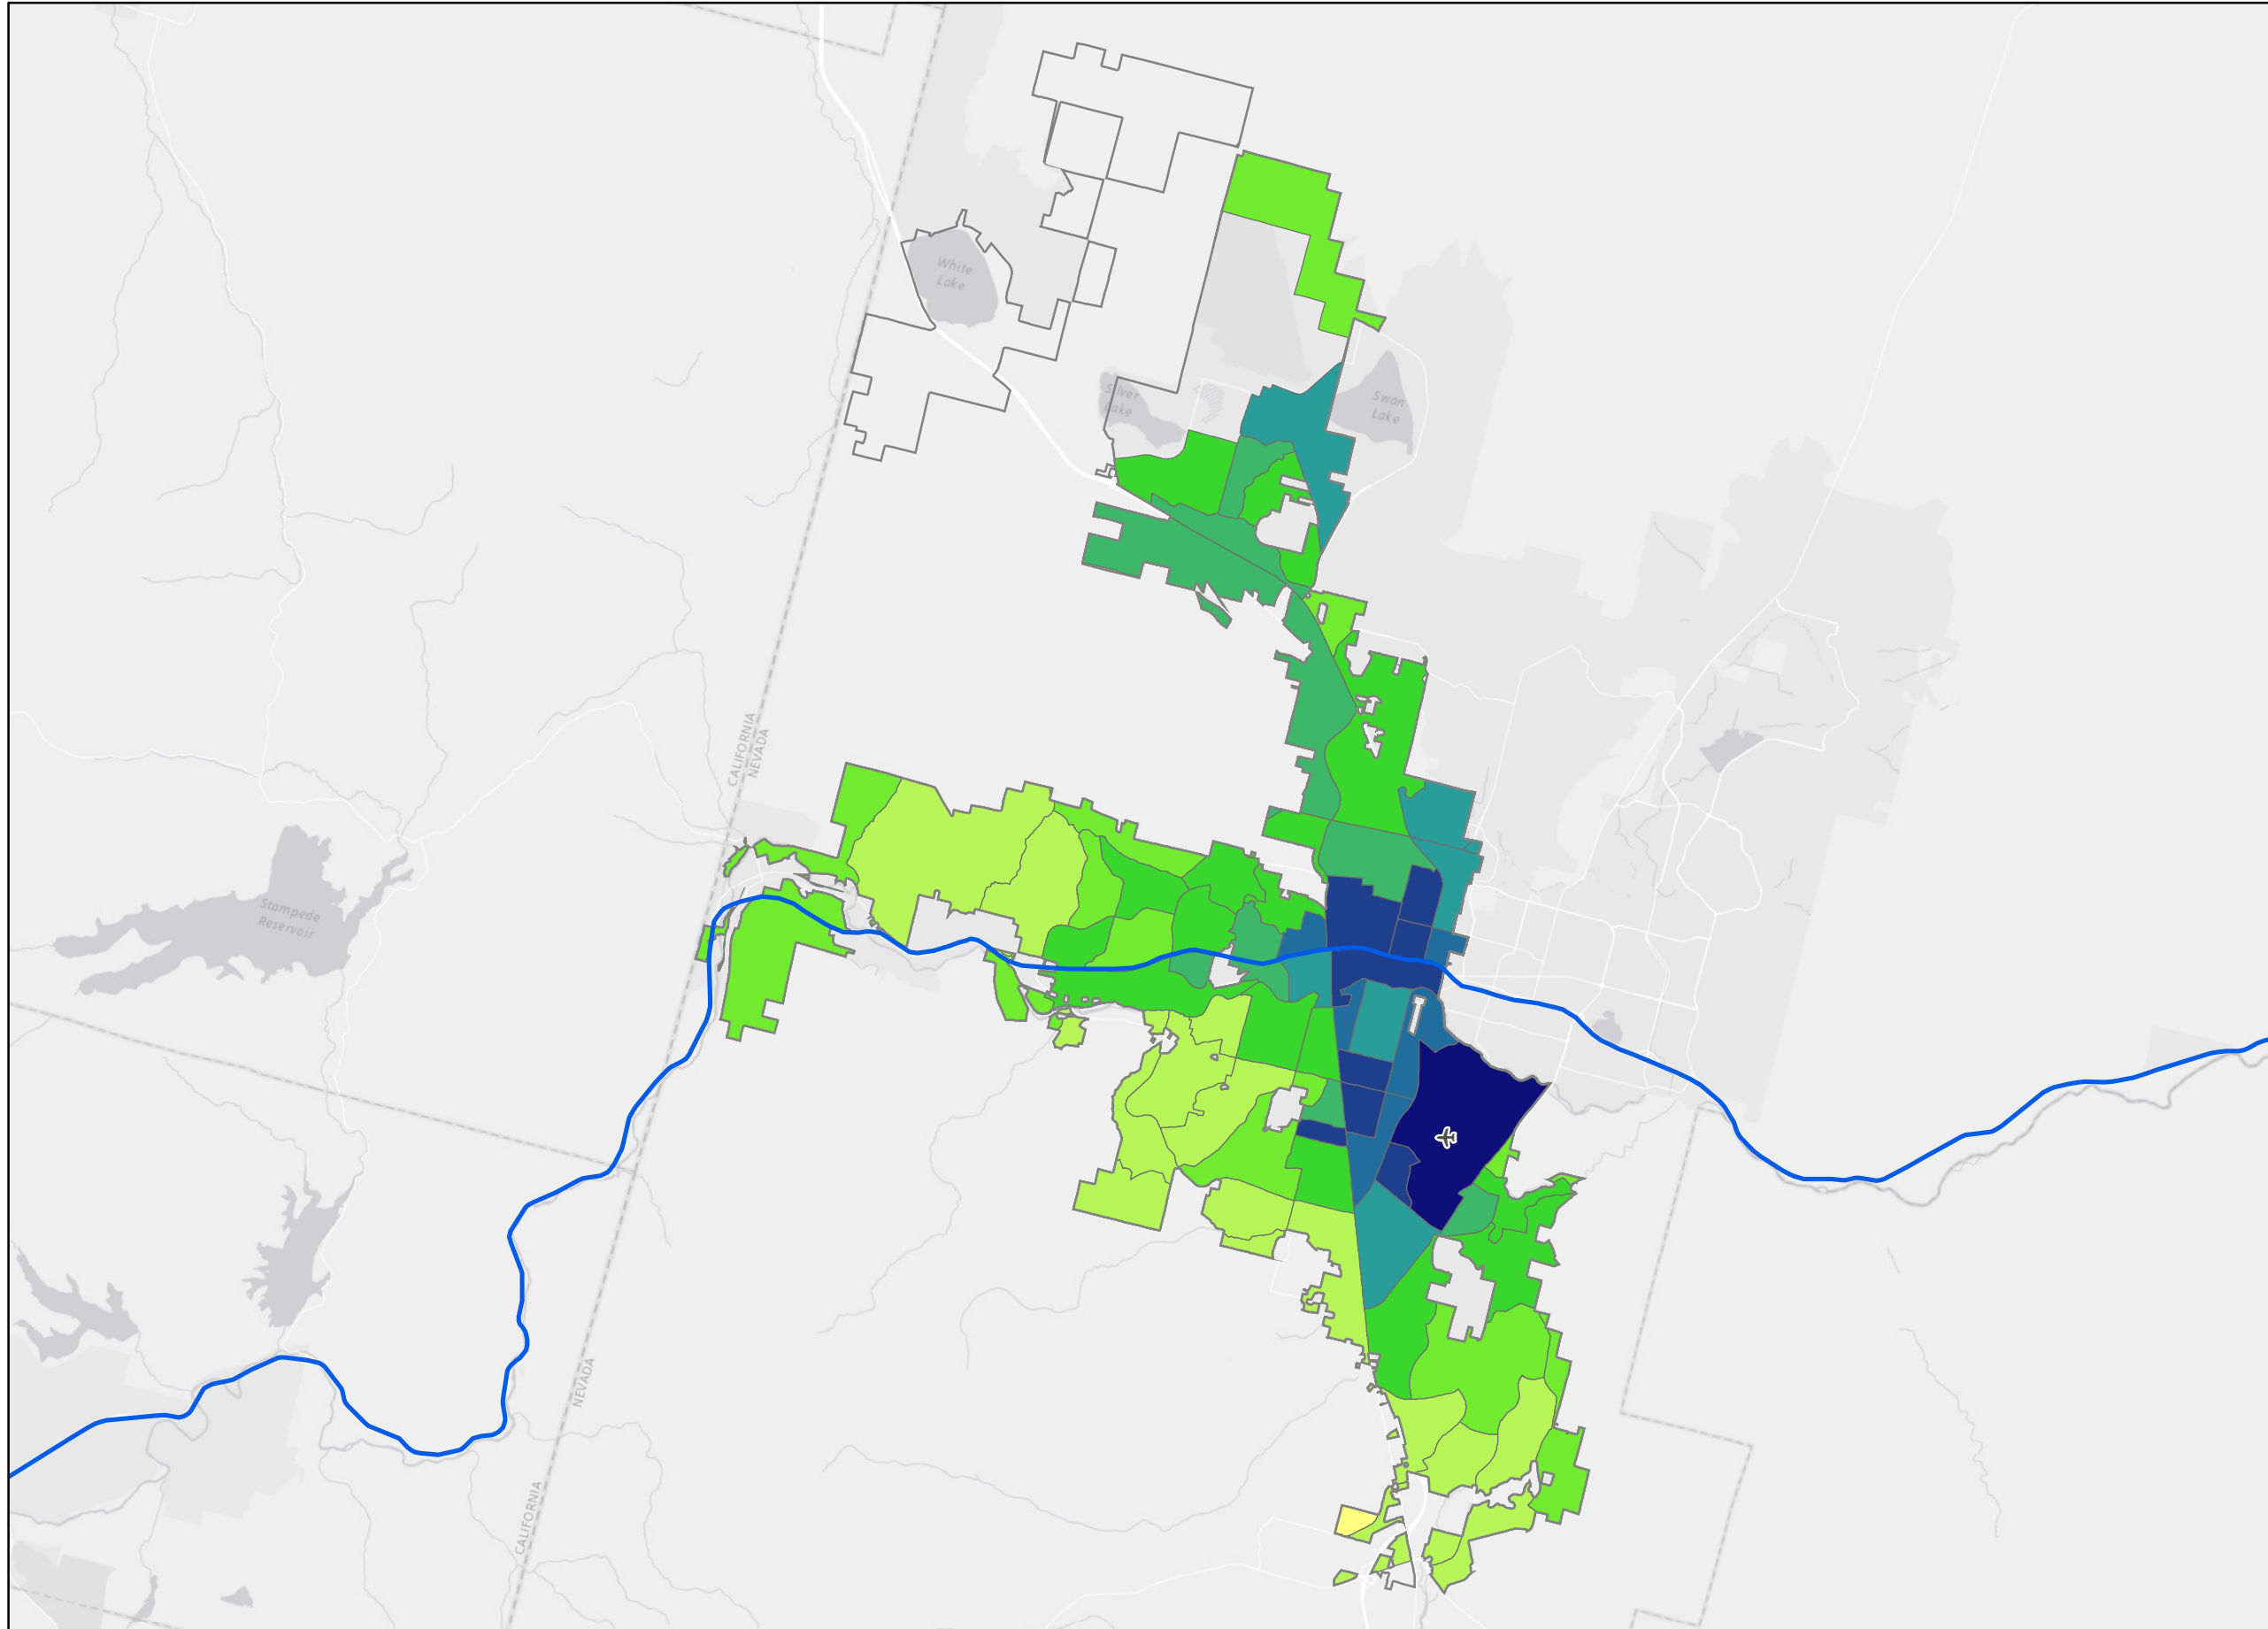 White
Lake
Silver
Lake
Swan
Lake
CALIFORNIA
NEVADA
Stampede
Reservoir
NEVADA
CALIFORNIA